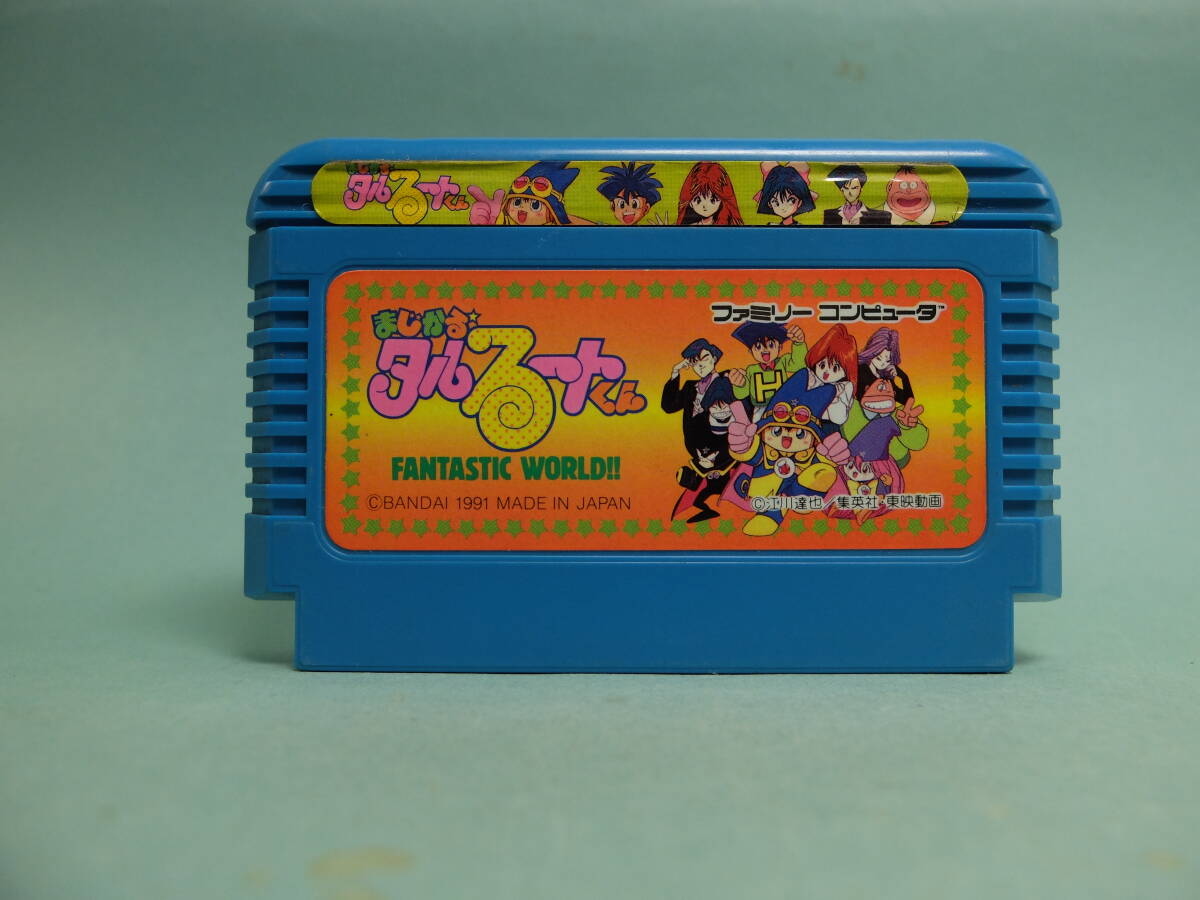 まじかる
タルるートくん
ファミリー コンピュータ™
まじかる☆
タルるートくん
FANTASTIC WORLD!!
©BANDAI 1991 MADE IN JAPAN
H
©江川達也／集英社・東映動画